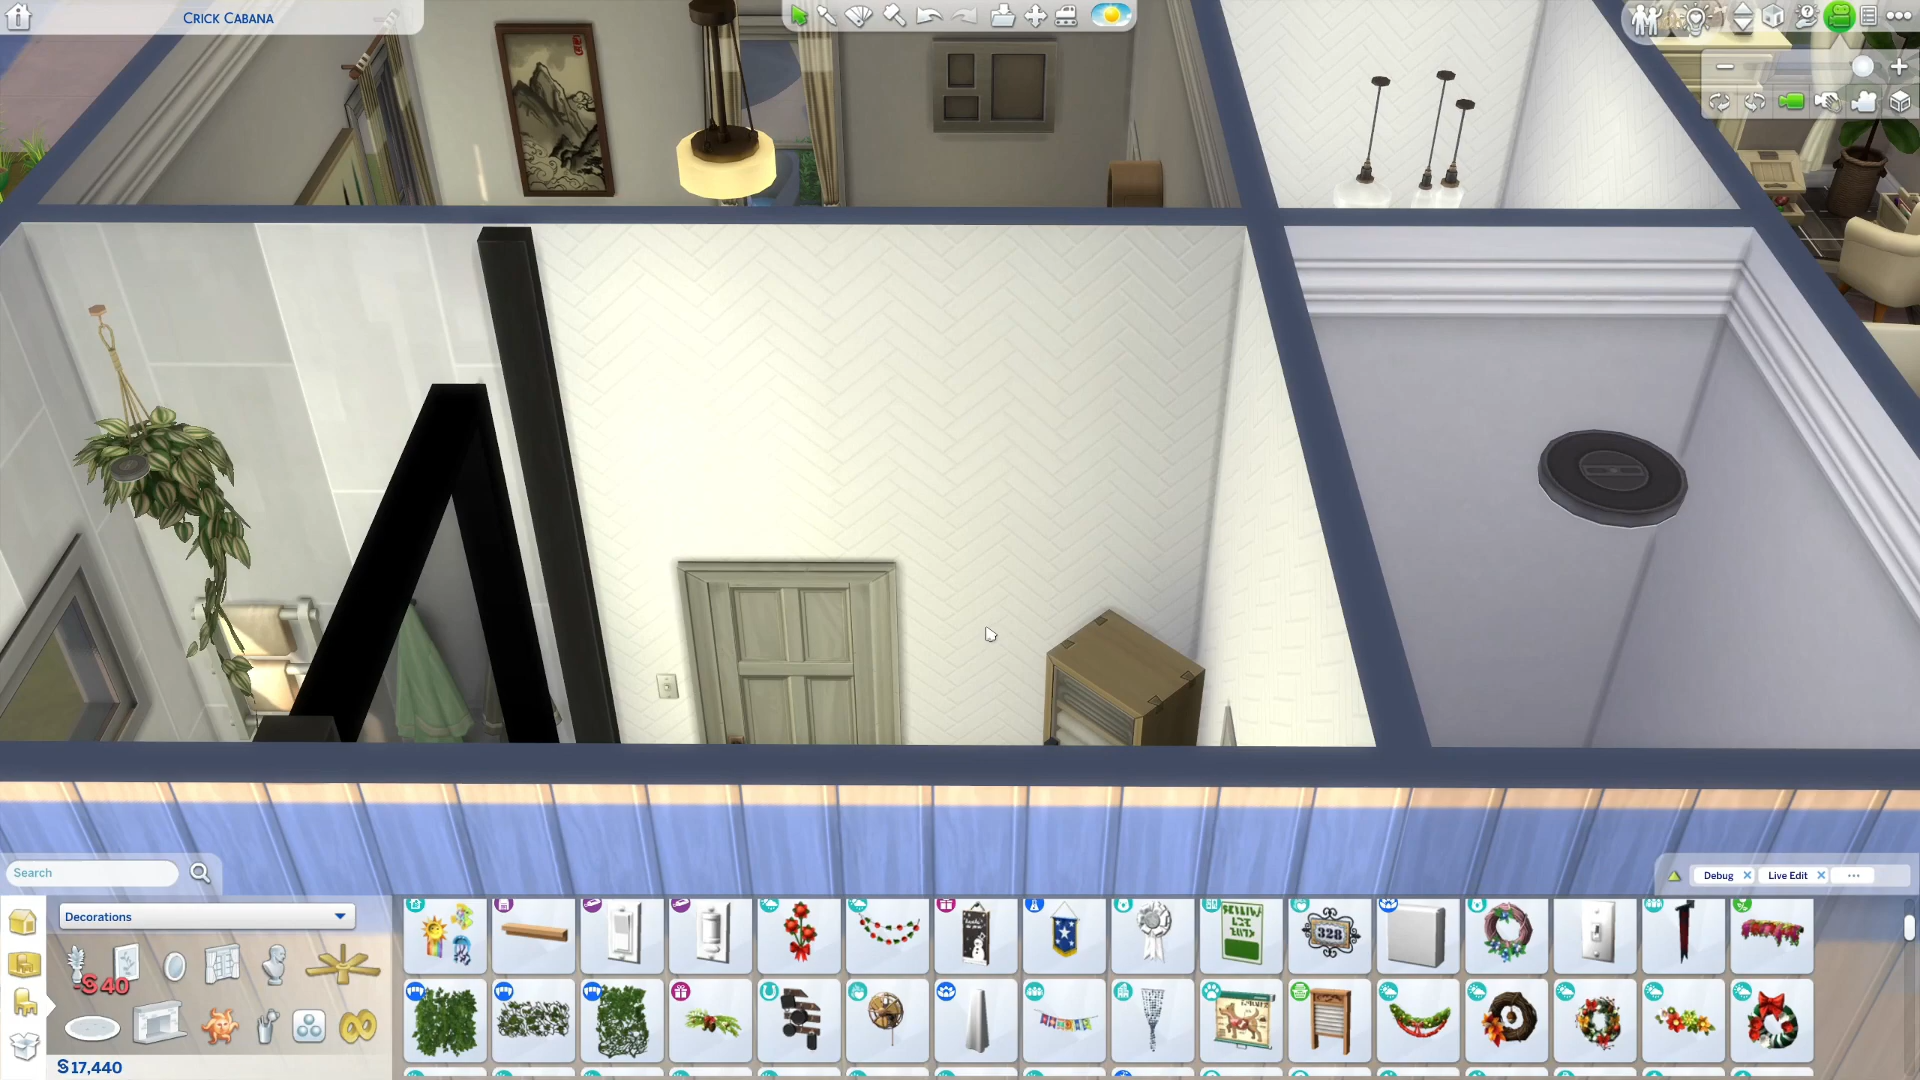 CRICK CABANA
Search
Debug
Live Edit
Decorations
-§40
328
§17,440